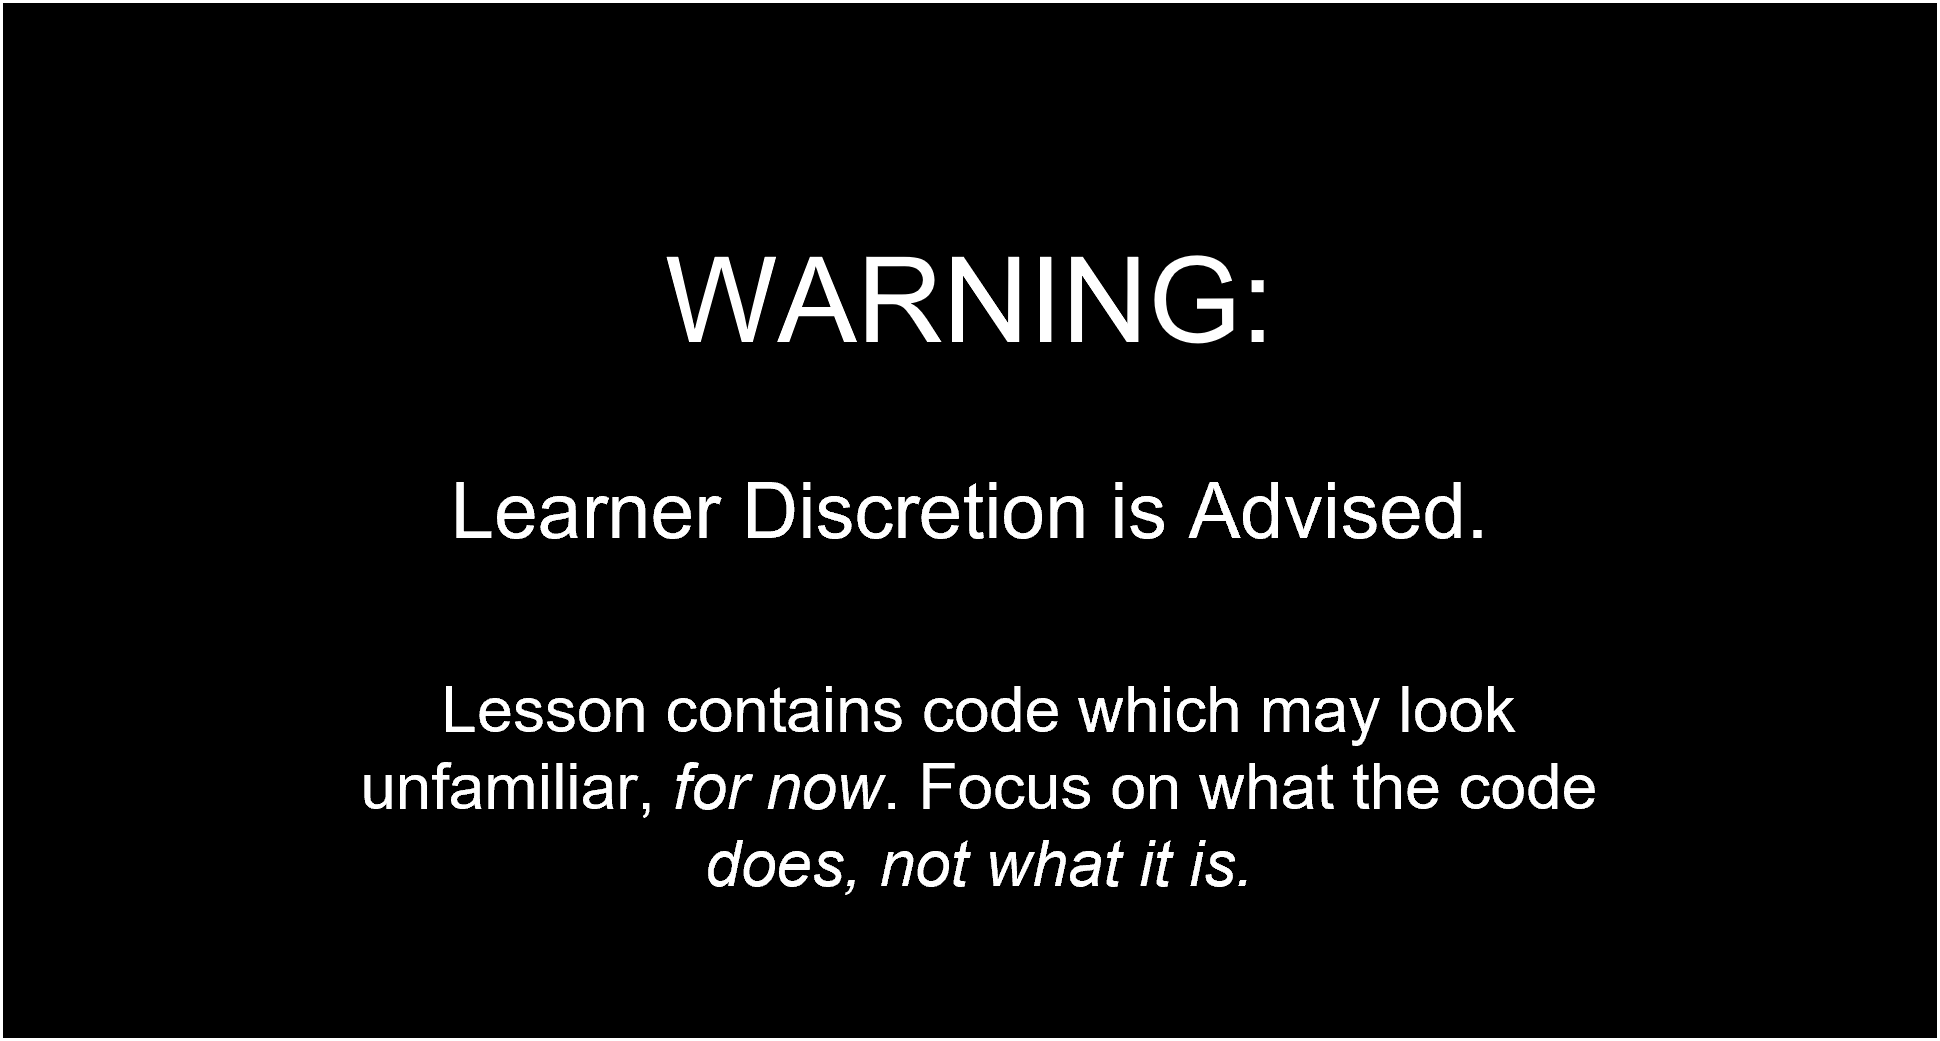 WARNING:
Learner Discretion is Advised.
Lesson contains code which may look
unfamiliar, for now. Focus on what the code
does, not what it is.